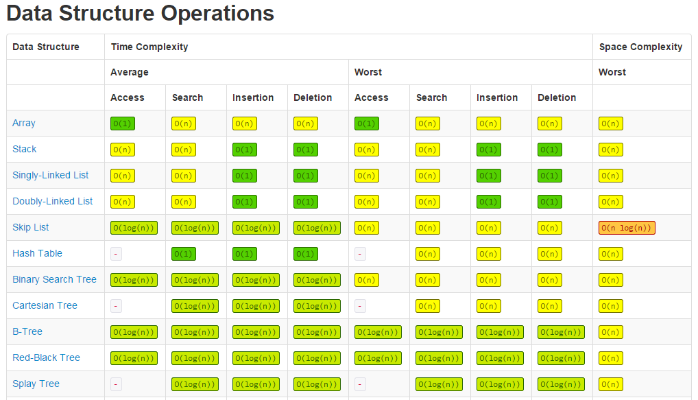 Data Structure Operations
Data Structure Time Complexity Space Complexity
Average Worst Worst
Access Search Insertion Deletion Access Search Insertion Deletion
Array O(1) O(n) O(n) O(n) O(1) O(n) O(n) O(n) O(n)
Stack O(n) O(n) O(1) O(1) O(n) O(n) O(1) O(1) O(n)
Singly-Linked List O(n) O(n) O(1) O(1) O(n) O(n) O(1) O(1) O(n)
Doubly-Linked List O(n) O(n) O(1) O(1) O(n) O(n) O(1) O(1) O(n)
Skip List O(log(n)) O(log(n)) O(log(n)) O(log(n)) O(n) O(n) O(n) O(n) O(n log(n))
Hash Table - O(1) O(1) O(1) - O(n) O(n) O(n) O(n)
Binary Search Tree O(log(n)) O(log(n)) O(log(n)) O(log(n)) O(n) O(n) O(n) O(n) O(n)
Cartesian Tree - O(log(n)) O(log(n)) O(log(n)) - O(n) O(n) O(n) O(n)
B-Tree O(log(n)) O(log(n)) O(log(n)) O(log(n)) O(log(n)) O(log(n)) O(log(n)) O(log(n)) O(n)
Red-Black Tree O(log(n)) O(log(n)) O(log(n)) O(log(n)) O(log(n)) O(log(n)) O(log(n)) O(log(n)) O(n)
Splay Tree - O(log(n)) O(log(n)) O(log(n)) - O(log(n)) O(log(n)) O(log(n)) O(n)